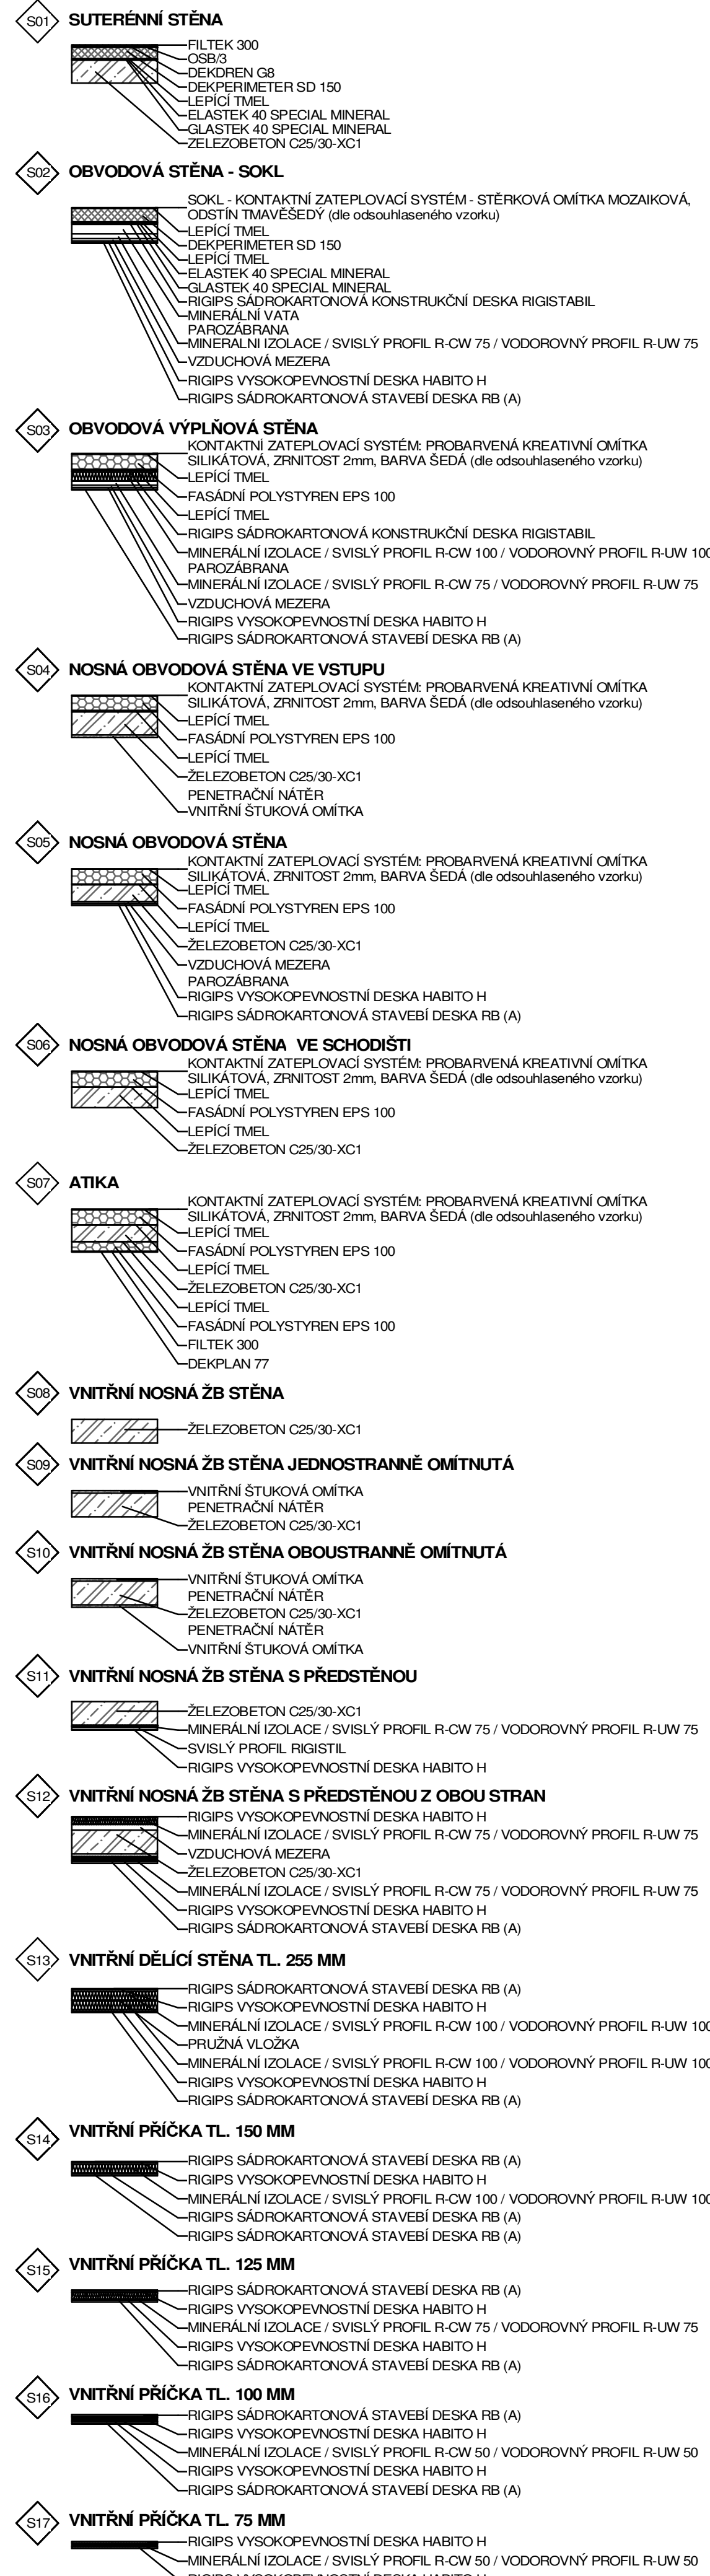 S01 SUTERÉNNÍ STĚNA
FILTEK 300
OSB/3
DEKDREN G8
DEKPERIMETER SD 150
LEPÍCÍ TMEL
ELASTEK 40 SPECIAL MINERAL
GLASTEK 40 SPECIAL MINERAL
ŽELEZOBETON C25/30-XC1
S02 OBVODOVÁ STĚNA - SOKL
SOKL - KONTAKTNÍ ZATEPLOVACÍ SYSTÉM - STĚRKOVÁ OMÍTKA MOZAIKOVÁ,
ODSTÍN TMAVĚŠEDÝ (dle odsouhlaseného vzorku)
LEPÍCÍ TMEL
DEKPERIMETER SD 150
LEPÍCÍ TMEL
ELASTEK 40 SPECIAL MINERAL
GLASTEK 40 SPECIAL MINERAL
RIGIPS SÁDROKARTONOVÁ KONSTRUKČNÍ DESKA RIGISTABIL
MINERÁLNÍ VATA
PAROZÁBRANA
MINERALNI IZOLACE / SVISLÝ PROFIL R-CW 75 / VODOROVNÝ PROFIL R-UW 75
VZDUCHOVÁ MEZERA
RIGIPS VYSOKOPEVNOSTNÍ DESKA HABITO H
RIGIPS SÁDROKARTONOVÁ STAVEBÍ DESKA RB (A)
S03 OBVODOVÁ VÝPLŇOVÁ STĚNA
KONTAKTNÍ ZATEPLOVACÍ SYSTÉM: PROBARVENÁ KREATIVNÍ OMÍTKA
SILIKÁTOVÁ, ZRNITOST 2mm, BARVA ŠEDÁ (dle odsouhlaseného vzorku)
LEPÍCÍ TMEL
FASÁDNÍ POLYSTYREN EPS 100
LEPÍCÍ TMEL
RIGIPS SÁDROKARTONOVÁ KONSTRUKČNÍ DESKA RIGISTABIL
MINERÁLNÍ IZOLACE / SVISLÝ PROFIL R-CW 100 / VODOROVNÝ PROFIL R-UW 100
PAROZÁBRANA
MINERÁLNÍ IZOLACE / SVISLÝ PROFIL R-CW 75 / VODOROVNÝ PROFIL R-UW 75
VZDUCHOVÁ MEZERA
RIGIPS VYSOKOPEVNOSTNÍ DESKA HABITO H
RIGIPS SÁDROKARTONOVÁ STAVEBÍ DESKA RB (A)
S04 NOSNÁ OBVODOVÁ STĚNA VE VSTUPU
KONTAKTNÍ ZATEPLOVACÍ SYSTÉM: PROBARVENÁ KREATIVNÍ OMÍTKA
SILIKÁTOVÁ, ZRNITOST 2mm, BARVA ŠEDÁ (dle odsouhlaseného vzorku)
LEPÍCÍ TMEL
FASÁDNÍ POLYSTYREN EPS 100
LEPÍCÍ TMEL
ŽELEZOBETON C25/30-XC1
PENETRAČNÍ NÁTĚR
VNITŘNÍ ŠTUKOVÁ OMÍTKA
S05 NOSNÁ OBVODOVÁ STĚNA
KONTAKTNÍ ZATEPLOVACÍ SYSTÉM: PROBARVENÁ KREATIVNÍ OMÍTKA
SILIKÁTOVÁ, ZRNITOST 2mm, BARVA ŠEDÁ (dle odsouhlaseného vzorku)
LEPÍCÍ TMEL
FASÁDNÍ POLYSTYREN EPS 100
LEPÍCÍ TMEL
ŽELEZOBETON C25/30-XC1
VZDUCHOVÁ MEZERA
PAROZÁBRANA
RIGIPS VYSOKOPEVNOSTNÍ DESKA HABITO H
RIGIPS SÁDROKARTONOVÁ STAVEBÍ DESKA RB (A)
S06 NOSNÁ OBVODOVÁ STĚNA VE SCHODIŠTI
KONTAKTNÍ ZATEPLOVACÍ SYSTÉM: PROBARVENÁ KREATIVNÍ OMÍTKA
SILIKÁTOVÁ, ZRNITOST 2mm, BARVA ŠEDÁ (dle odsouhlaseného vzorku)
LEPÍCÍ TMEL
FASÁDNÍ POLYSTYREN EPS 100
LEPÍCÍ TMEL
ŽELEZOBETON C25/30-XC1
S07 ATIKA
KONTAKTNÍ ZATEPLOVACÍ SYSTÉM: PROBARVENÁ KREATIVNÍ OMÍTKA
SILIKÁTOVÁ, ZRNITOST 2mm, BARVA ŠEDÁ (dle odsouhlaseného vzorku)
LEPÍCÍ TMEL
FASÁDNÍ POLYSTYREN EPS 100
LEPÍCÍ TMEL
ŽELEZOBETON C25/30-XC1
LEPÍCÍ TMEL
FASÁDNÍ POLYSTYREN EPS 100
FILTEK 300
DEKPLAN 77
S08 VNITŘNÍ NOSNÁ ŽB STĚNA
ŽELEZOBETON C25/30-XC1
S09 VNITŘNÍ NOSNÁ ŽB STĚNA JEDNOSTRANNĚ OMÍTNUTÁ
VNITŘNÍ ŠTUKOVÁ OMÍTKA
PENETRAČNÍ NÁTĚR
ŽELEZOBETON C25/30-XC1
S10 VNITŘNÍ NOSNÁ ŽB STĚNA OBOUSTRANNĚ OMÍTNUTÁ
VNITŘNÍ ŠTUKOVÁ OMÍTKA
PENETRAČNÍ NÁTĚR
ŽELEZOBETON C25/30-XC1
PENETRAČNÍ NÁTĚR
VNITŘNÍ ŠTUKOVÁ OMÍTKA
S11 VNITŘNÍ NOSNÁ ŽB STĚNA S PŘEDSTĚNOU
ŽELEZOBETON C25/30-XC1
MINERÁLNÍ IZOLACE / SVISLÝ PROFIL R-CW 75 / VODOROVNÝ PROFIL R-UW 75
SVISLÝ PROFIL RIGISTIL
RIGIPS VYSOKOPEVNOSTNÍ DESKA HABITO H
S12 VNITŘNÍ NOSNÁ ŽB STĚNA S PŘEDSTĚNOU Z OBOU STRAN
RIGIPS VYSOKOPEVNOSTNÍ DESKA HABITO H
MINERÁLNÍ IZOLACE / SVISLÝ PROFIL R-CW 75 / VODOROVNÝ PROFIL R-UW 75
VZDUCHOVÁ MEZERA
ŽELEZOBETON C25/30-XC1
MINERÁLNÍ IZOLACE / SVISLÝ PROFIL R-CW 75 / VODOROVNÝ PROFIL R-UW 75
RIGIPS VYSOKOPEVNOSTNÍ DESKA HABITO H
RIGIPS SÁDROKARTONOVÁ STAVEBÍ DESKA RB (A)
S13 VNITŘNÍ DĚLÍCÍ STĚNA TL. 255 MM
RIGIPS SÁDROKARTONOVÁ STAVEBÍ DESKA RB (A)
RIGIPS VYSOKOPEVNOSTNÍ DESKA HABITO H
MINERÁLNÍ IZOLACE / SVISLÝ PROFIL R-CW 100 / VODOROVNÝ PROFIL R-UW 100
PRUŽNÁ VLOŽKA
MINERÁLNÍ IZOLACE / SVISLÝ PROFIL R-CW 100 / VODOROVNÝ PROFIL R-UW 100
RIGIPS VYSOKOPEVNOSTNÍ DESKA HABITO H
RIGIPS SÁDROKARTONOVÁ STAVEBÍ DESKA RB (A)
S14 VNITŘNÍ PŘÍČKA TL. 150 MM
RIGIPS SÁDROKARTONOVÁ STAVEBÍ DESKA RB (A)
RIGIPS VYSOKOPEVNOSTNÍ DESKA HABITO H
MINERÁLNÍ IZOLACE / SVISLÝ PROFIL R-CW 100 / VODOROVNÝ PROFIL R-UW 100
RIGIPS SÁDROKARTONOVÁ STAVEBÍ DESKA RB (A)
RIGIPS SÁDROKARTONOVÁ STAVEBÍ DESKA RB (A)
S15 VNITŘNÍ PŘÍČKA TL. 125 MM
RIGIPS SÁDROKARTONOVÁ STAVEBÍ DESKA RB (A)
RIGIPS VYSOKOPEVNOSTNÍ DESKA HABITO H
MINERÁLNÍ IZOLACE / SVISLÝ PROFIL R-CW 75 / VODOROVNÝ PROFIL R-UW 75
RIGIPS VYSOKOPEVNOSTNÍ DESKA HABITO H
RIGIPS SÁDROKARTONOVÁ STAVEBÍ DESKA RB (A)
S16 VNITŘNÍ PŘÍČKA TL. 100 MM
RIGIPS SÁDROKARTONOVÁ STAVEBÍ DESKA RB (A)
RIGIPS VYSOKOPEVNOSTNÍ DESKA HABITO H
MINERÁLNÍ IZOLACE / SVISLÝ PROFIL R-CW 50 / VODOROVNÝ PROFIL R-UW 50
RIGIPS VYSOKOPEVNOSTNÍ DESKA HABITO H
RIGIPS SÁDROKARTONOVÁ STAVEBÍ DESKA RB (A)
S17 VNITŘNÍ PŘÍČKA TL. 75 MM
RIGIPS VYSOKOPEVNOSTNÍ DESKA HABITO H
MINERÁLNÍ IZOLACE / SVISLÝ PROFIL R-CW 50 / VODOROVNÝ PROFIL R-UW 50